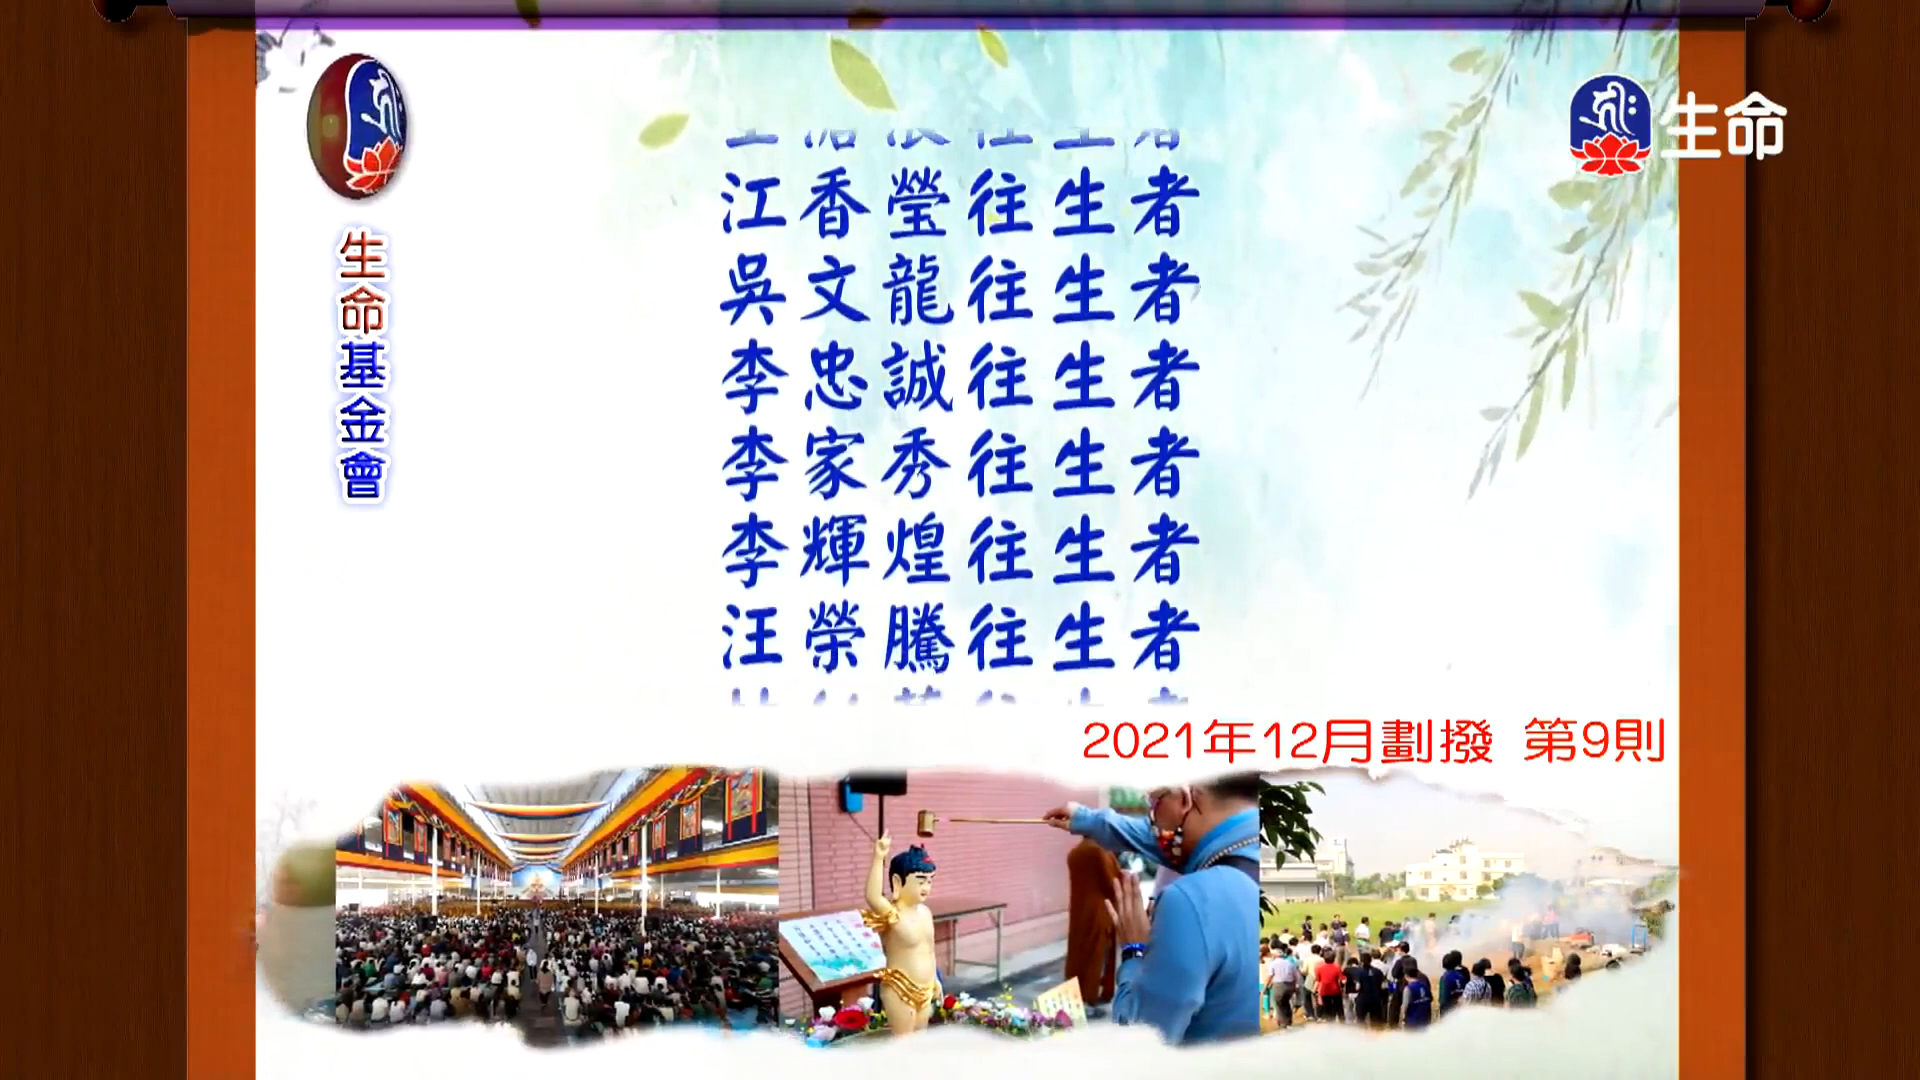 生命
生命基金會
江香瑩往生者
吳文龍往生者
李忠誠往生者
李家秀往生者
李輝煌往生者
汪榮騰往生者
2021年12月劃撥 第9則